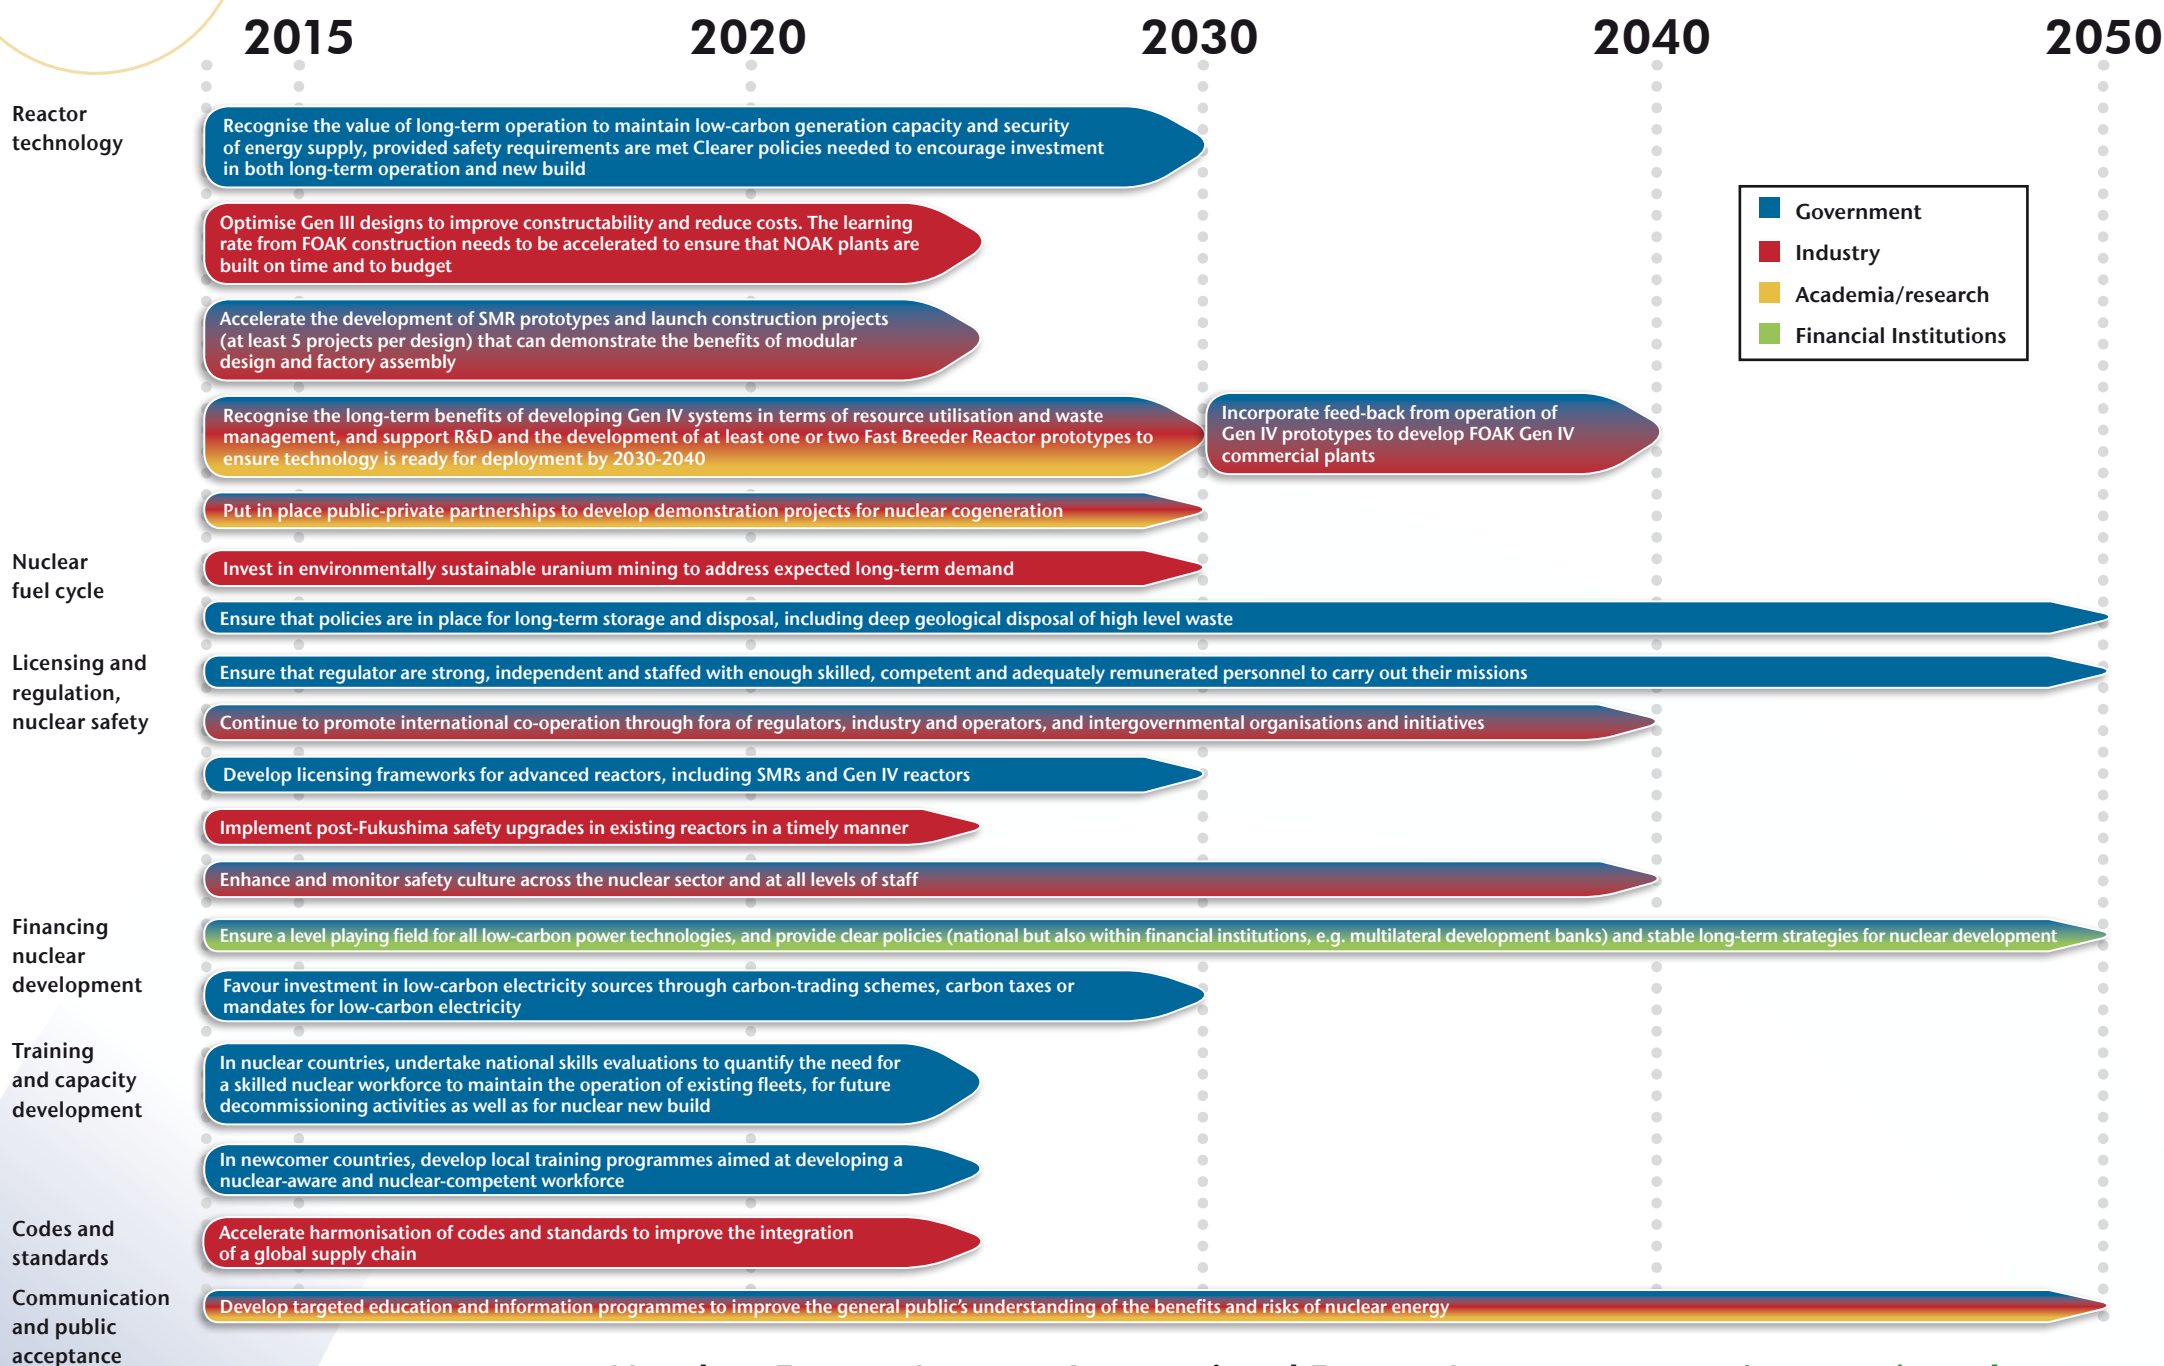 2015
2020
2030
2040
2050
Reactor
technology
Recognise the value of long-term operation to maintain low-carbon generation capacity and security
of energy supply, provided safety requirements are met Clearer policies needed to encourage investment
in both long-term operation and new build
Government
Industry
Academia/research
Financial Institutions
Optimise Gen III designs to improve constructability and reduce costs. The learning
rate from FOAK construction needs to be accelerated to ensure that NOAK plants are
built on time and to budget
Accelerate the development of SMR prototypes and launch construction projects
(at least 5 projects per design) that can demonstrate the benefits of modular
design and factory assembly
Recognise the long-term benefits of developing Gen IV systems in terms of resource utilisation and waste
management, and support R&D and the development of at least one or two Fast Breeder Reactor prototypes to
ensure technology is ready for deployment by 2030-2040
Incorporate feed-back from operation of
Gen IV prototypes to develop FOAK Gen IV
commercial plants
Put in place public-private partnerships to develop demonstration projects for nuclear cogeneration
Nuclear
fuel cycle
Invest in environmentally sustainable uranium mining to address expected long-term demand
Ensure that policies are in place for long-term storage and disposal, including deep geological disposal of high level waste
Licensing and
regulation,
nuclear safety
Ensure that regulator are strong, independent and staffed with enough skilled, competent and adequately remunerated personnel to carry out their missions
Continue to promote international co-operation through fora of regulators, industry and operators, and intergovernmental organisations and initiatives
Develop licensing frameworks for advanced reactors, including SMRs and Gen IV reactors
Implement post-Fukushima safety upgrades in existing reactors in a timely manner
Enhance and monitor safety culture across the nuclear sector and at all levels of staff
Financing
nuclear
development
Ensure a level playing field for all low-carbon power technologies, and provide clear policies (national but also within financial institutions, e.g. multilateral development banks) and stable long-term strategies for nuclear development
Favour investment in low-carbon electricity sources through carbon-trading schemes, carbon taxes or
mandates for low-carbon electricity
Training
and capacity
development
In nuclear countries, undertake national skills evaluations to quantify the need for
a skilled nuclear workforce to maintain the operation of existing fleets, for future
decommissioning activities as well as for nuclear new build
In newcomer countries, develop local training programmes aimed at developing a
nuclear-aware and nuclear-competent workforce
Codes and
standards
Accelerate harmonisation of codes and standards to improve the integration
of a global supply chain
Communication
and public
acceptance
Develop targeted education and information programmes to improve the general public's understanding of the benefits and risks of nuclear energy